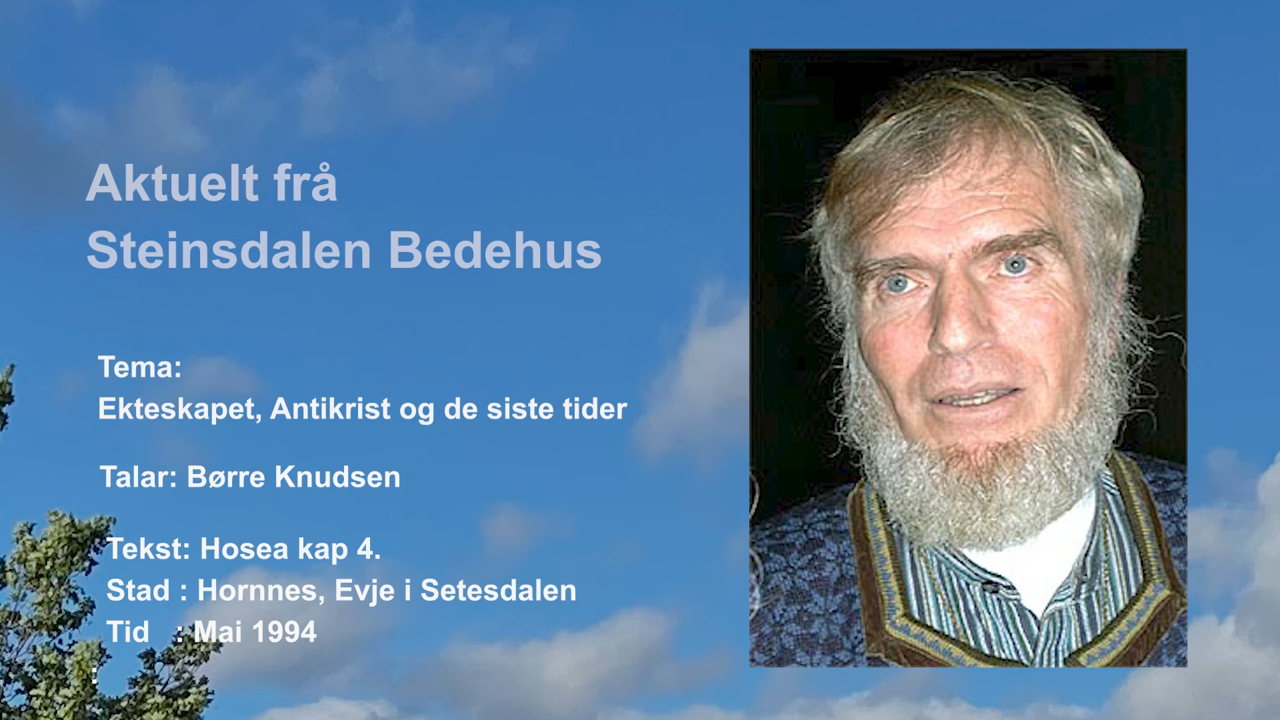 Aktuelt frå
Steinsdalen Bedehus
Tema:
Ekteskapet, Antikrist og de siste tider
Talar: Børre Knudsen
Tekst: Hosea kap 4.
Stad : Hornnes, Evje i Setesdalen
Tid : Mai 1994
: